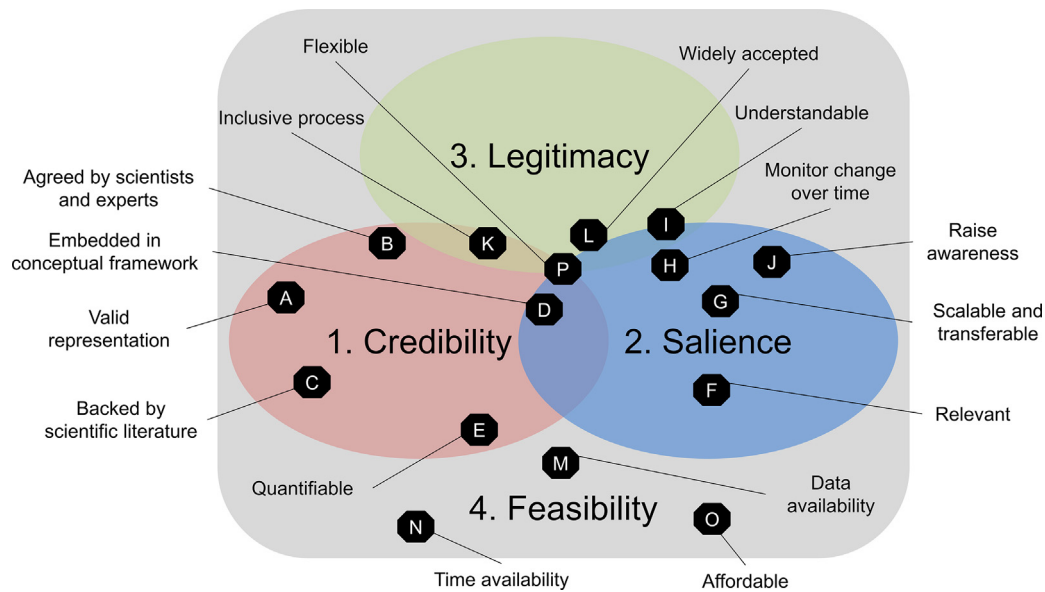 Flexible
Widely accepted
Inclusive process
Understandable
3. Legitimacy
Agreed by scientists
and experts
Monitor change
over time
Embedded in
conceptual framework
Raise
awareness
B
K
L
I
P
H
J
A
D
G
Valid
representation
1. Credibility
2. Salience
Scalable and
transferable
C
F
Backed by
scientific literature
Relevant
E
M
Quantifiable
Data
availability
4. Feasibility
N
O
Time availability
Affordable